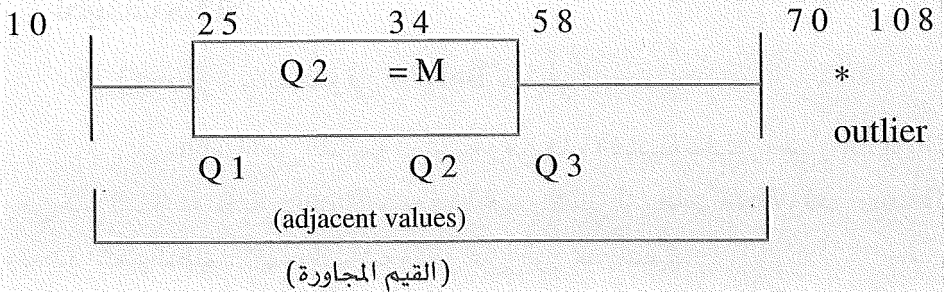 10 25 34 58 70 108
Q2 = M *
outlier
Q1 Q2 Q3
(adjacent values)
(القيم المجاورة)